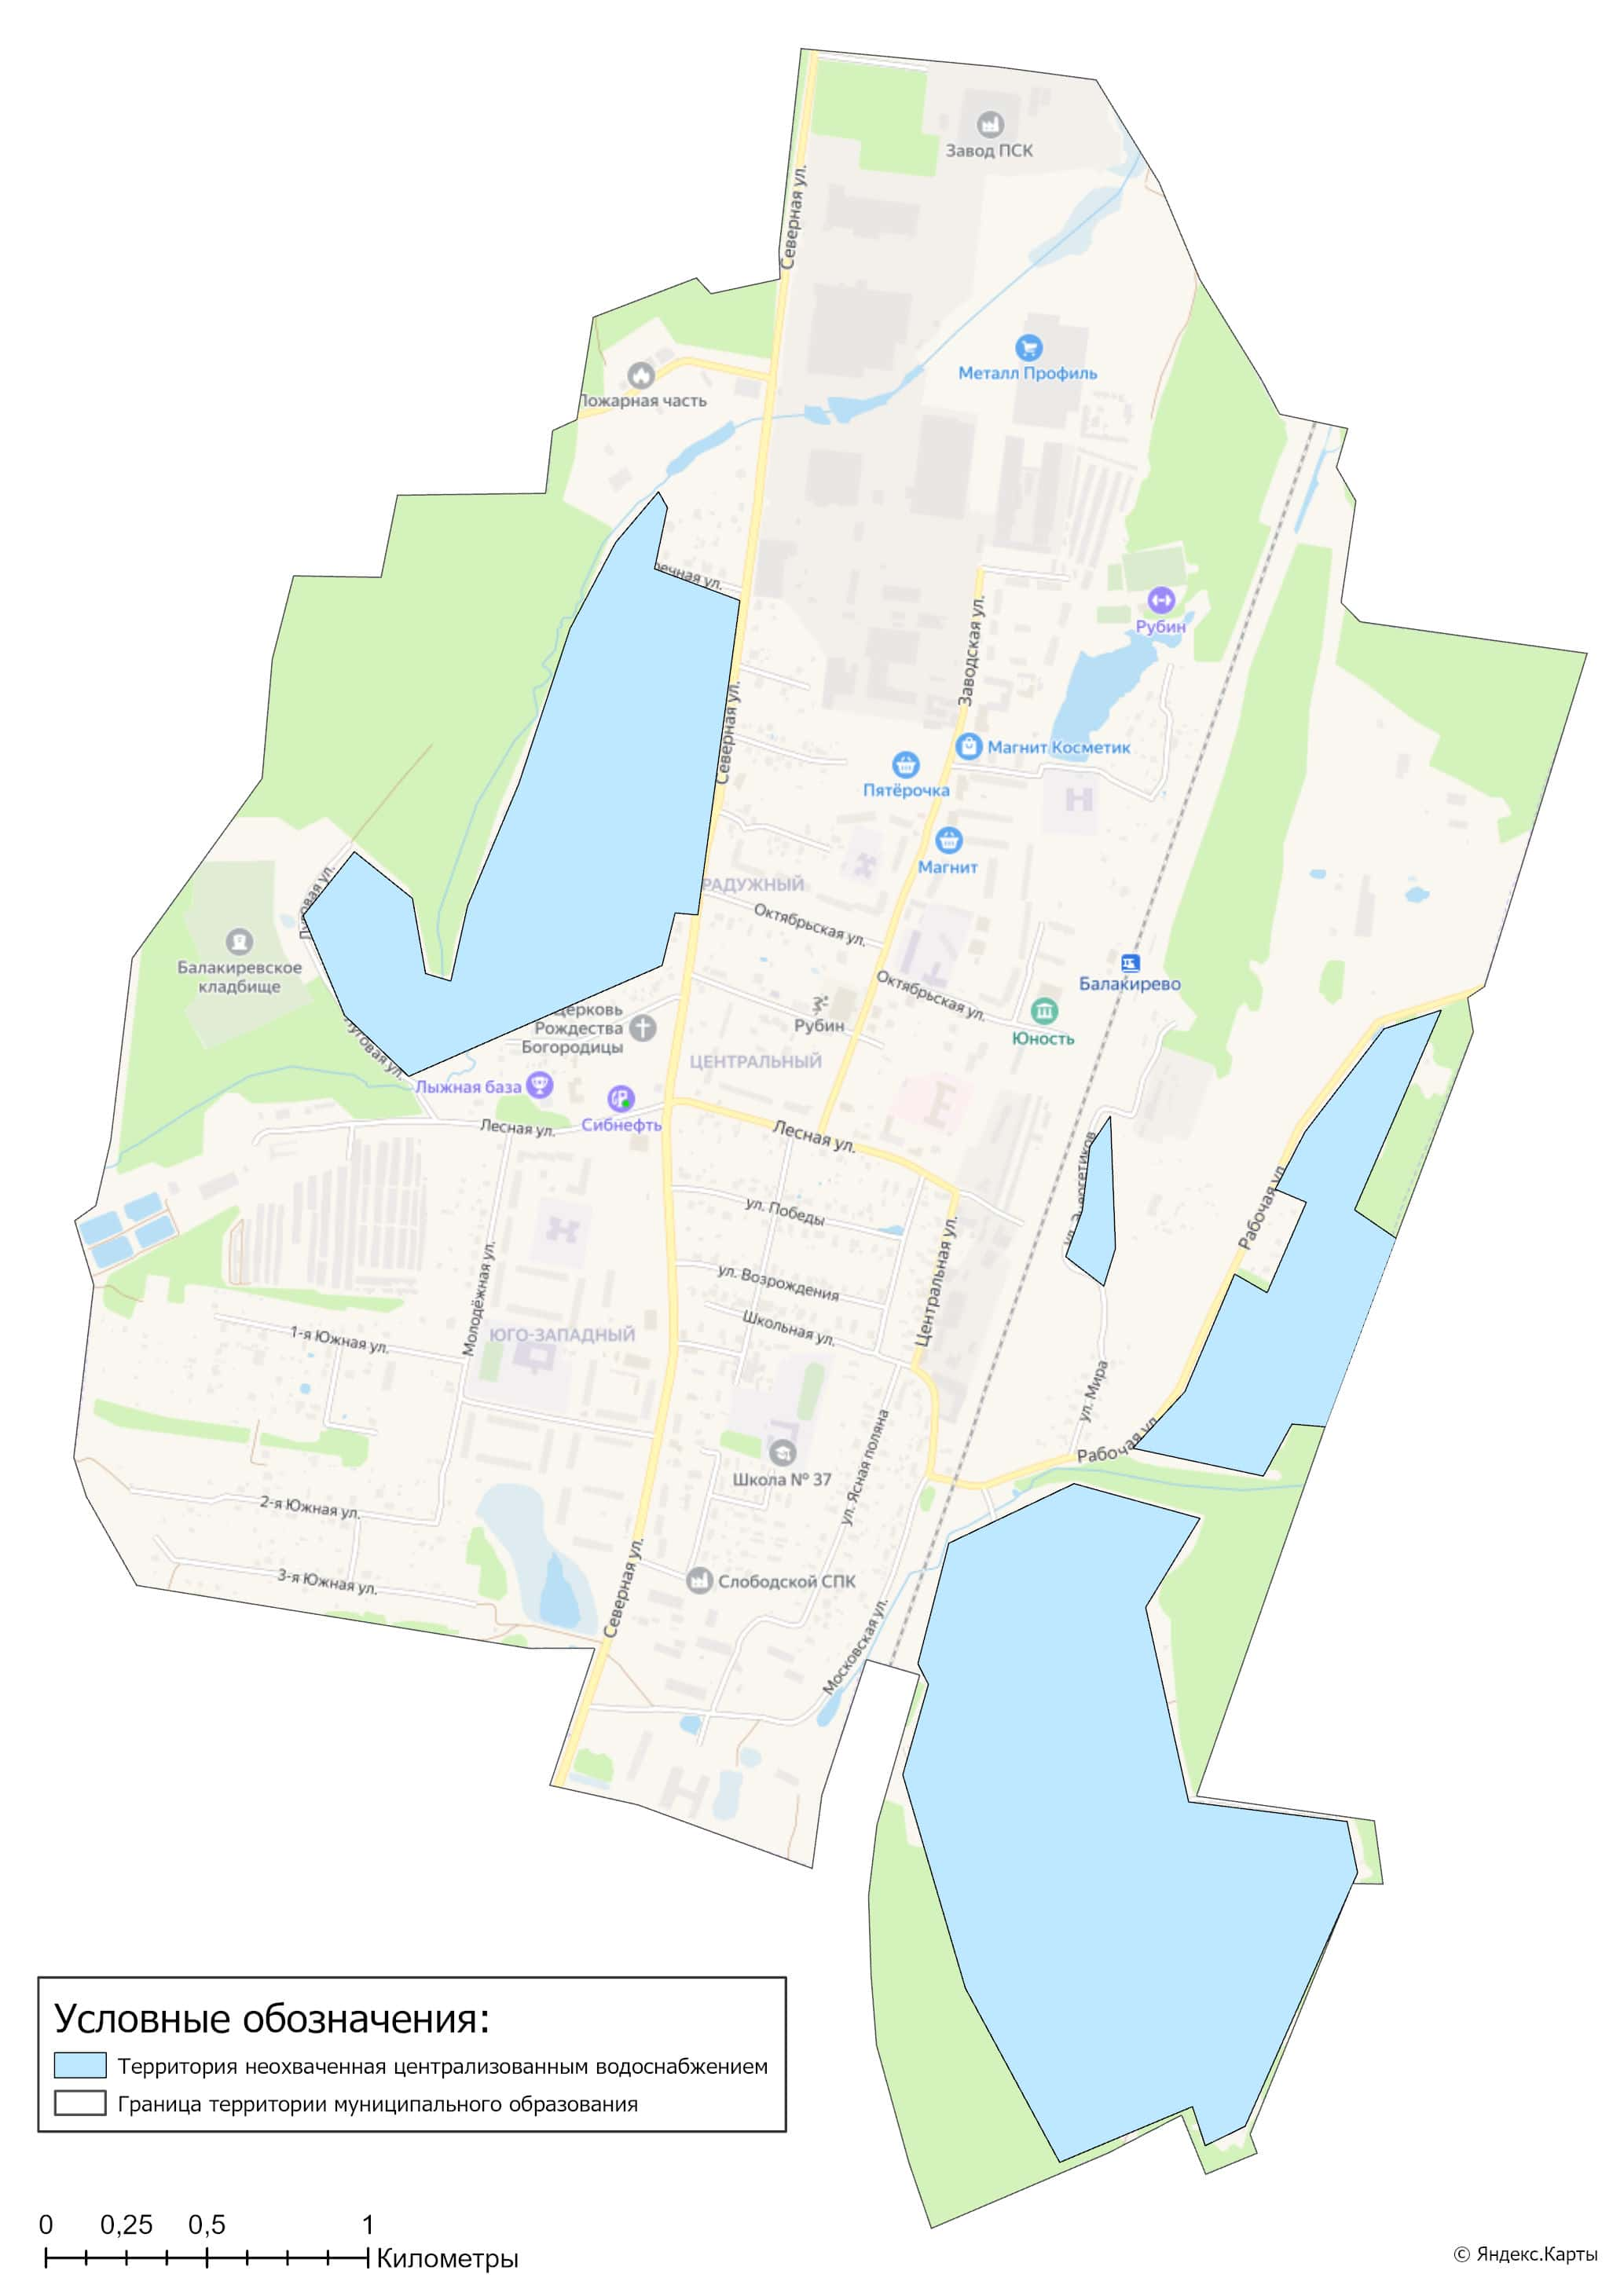 Завод ПСК
Северная ул.
Металл Профиль
Пожарная часть
Рубин
Заводская ул.
Северная ул.
Магнит Косметик
Пятёрочка
Магнит
РАДУЖНЫЙ
Октябрьская ул.
Балакиревское
кладбище
Октябрьская ул.
Балакирево
Рубин
Юность
Церковь
Рождества
Богородицы
ЦЕНТРАЛЬНЫЙ
Лыжная база
Сибнефть
Лесная ул.
Лесная ул.
ул. Энергетиков
Рабочая ул.
ул. Победы
Центральная ул.
ул. Возрождения
Школьная ул.
Молодёжная ул.
ЮГО-ЗАПАДНЫЙ
1-я Южная ул.
ул. Мира
Рабочая ул.
Школа № 37
ул. Ясная поляна
2-я Южная ул.
3-я Южная ул.
Северная ул.
Слободской СПК
Московская ул.
Условные обозначения:
Территория неохваченная централизованным водоснабжением
Граница территории муниципального образования
0 0,25 0,5 1
Километры
© Яндекс.Карты